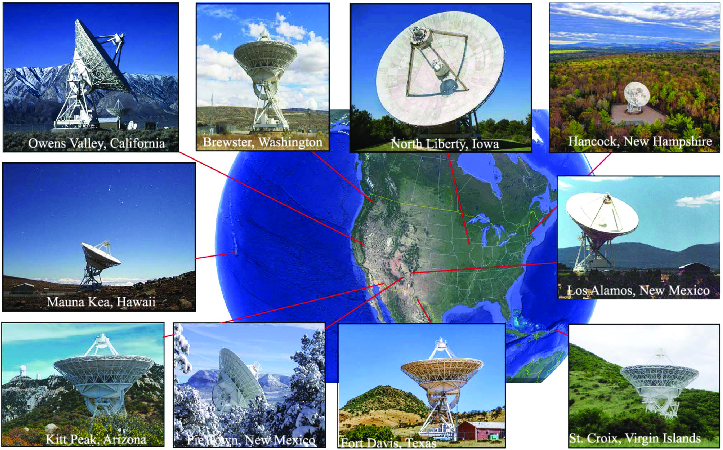 Owens Valley, California
Brewster, Washington
North Liberty, Iowa
Hancock, New Hampshire
Mauna Kea, Hawaii
Los Alamos, New Mexico
Kitt Peak, Arizona
Pie Town, New Mexico
Fort Davis, Texas
St. Croix, Virgin Islands